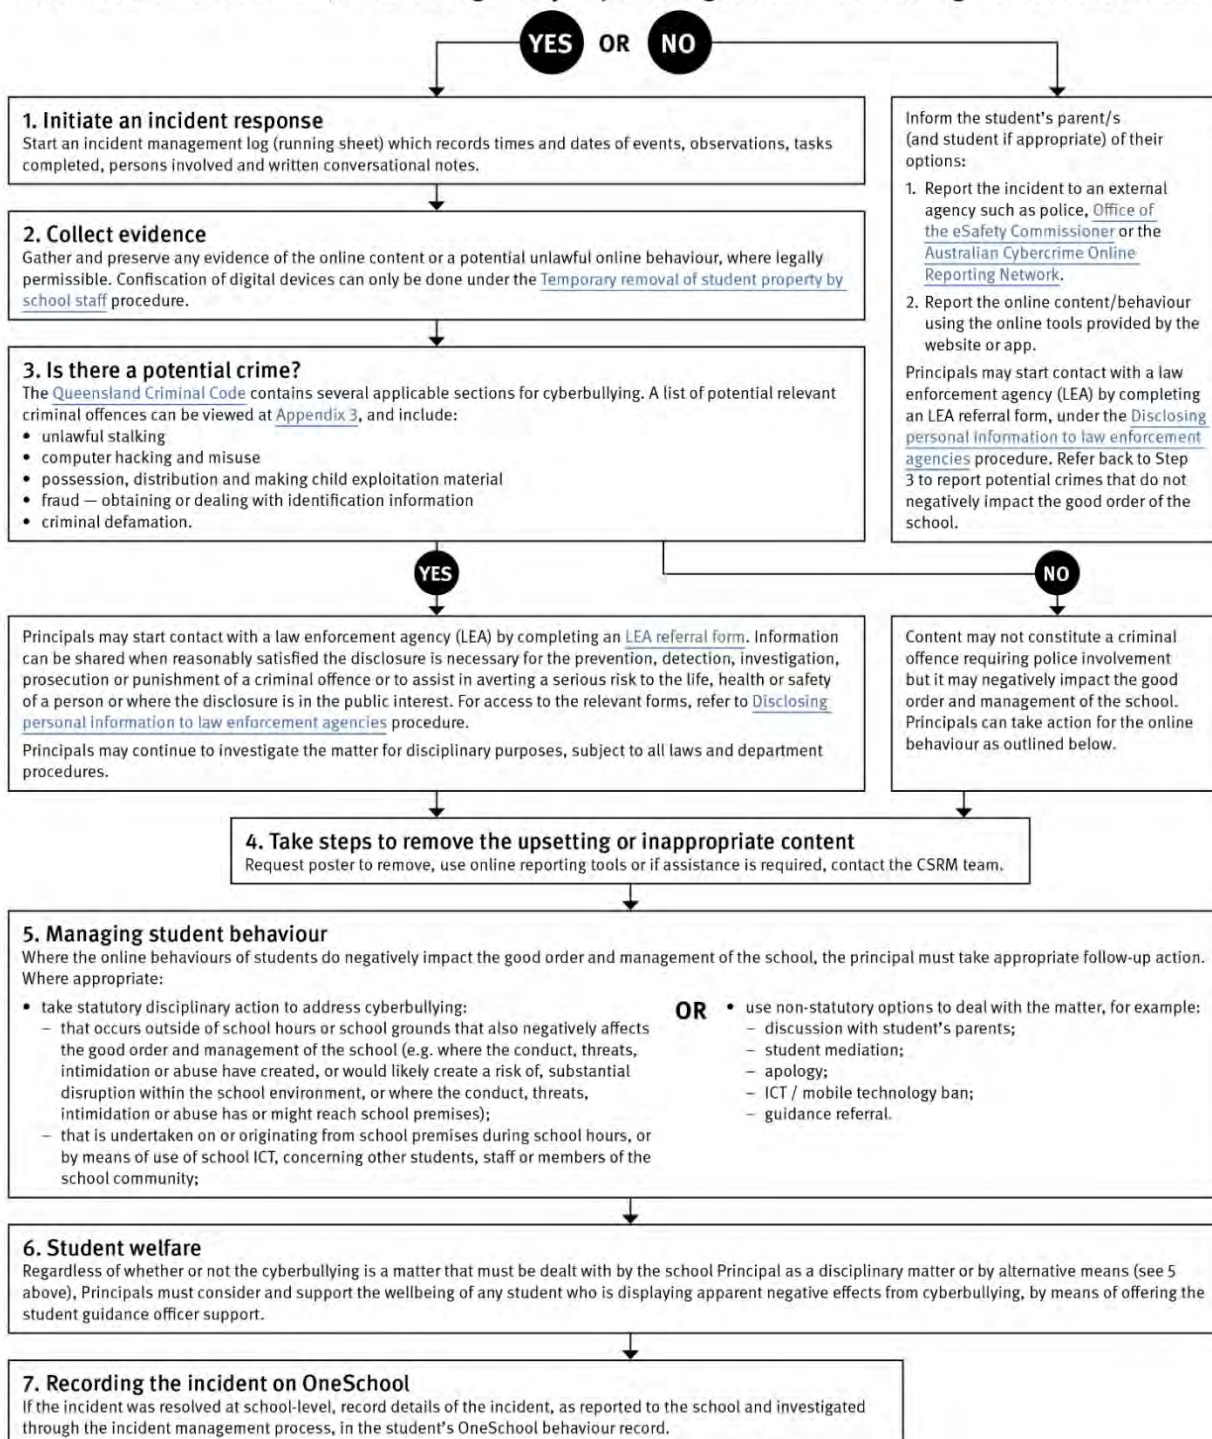 YES OR NO
1. Initiate an incident response
Start an incident management log (running sheet) which records times and dates of events, observations, tasks
completed, persons involved and written conversational notes.
Inform the student's parent/s
(and student if appropriate) of their
options:
1. Report the incident to an external
agency such as police, Office of
the eSafety Commissioner or the
Australian Cybercrime Online
Reporting Network.
2. Report the online content/behaviour
using the online tools provided by the
website or app.
Principals may start contact with a law
enforcement agency (LEA) by completing
an LEA referral form, under the Disclosing
personal information to law enforcement
agencies procedure. Refer back to Step
3 to report potential crimes that do not
negatively impact the good order of the
school.
2. Collect evidence
Gather and preserve any evidence of the online content or a potential unlawful online behaviour, where legally
permissible. Confiscation of digital devices can only be done under the Temporary removal of student property by
school staff procedure.
3. Is there a potential crime?
The Queensland Criminal Code contains several applicable sections for cyberbullying. A list of potential relevant
criminal offences can be viewed at Appendix 3, and include:
• unlawful stalking
• computer hacking and misuse
• possession, distribution and making child exploitation material
• fraud — obtaining or dealing with identification information
• criminal defamation.
YES
NO
Principals may start contact with a law enforcement agency (LEA) by completing an LEA referral form. Information
can be shared when reasonably satisfied the disclosure is necessary for the prevention, detection, investigation,
prosecution or punishment of a criminal offence or to assist in averting a serious risk to the life, health or safety
of a person or where the disclosure is in the public interest. For access to the relevant forms, refer to Disclosing
personal information to law enforcement agencies procedure.
Principals may continue to investigate the matter for disciplinary purposes, subject to all laws and department
procedures.
Content may not constitute a criminal
offence requiring police involvement
but it may negatively impact the good
order and management of the school.
Principals can take action for the online
behaviour as outlined below.
4. Take steps to remove the upsetting or inappropriate content
Request poster to remove, use online reporting tools or if assistance is required, contact the CSRM team.
5. Managing student behaviour
Where the online behaviours of students do negatively impact the good order and management of the school, the principal must take appropriate follow-up action.
Where appropriate:
• take statutory disciplinary action to address cyberbullying:
– that occurs outside of school hours or school grounds that also negatively affects
the good order and management of the school (e.g. where the conduct, threats,
intimidation or abuse have created, or would likely create a risk of, substantial
disruption within the school environment, or where the conduct, threats,
intimidation or abuse has or might reach school premises);
– that is undertaken on or originating from school premises during school hours, or
by means of use of school ICT, concerning other students, staff or members of the
school community;
OR
• use non-statutory options to deal with the matter, for example:
– discussion with student's parents;
– student mediation;
– apology;
– ICT / mobile technology ban;
– guidance referral.
6. Student welfare
Regardless of whether or not the cyberbullying is a matter that must be dealt with by the school Principal as a disciplinary matter or by alternative means (see 5
above), Principals must consider and support the wellbeing of any student who is displaying apparent negative effects from cyberbullying, by means of offering the
student guidance officer support.
7. Recording the incident on OneSchool
If the incident was resolved at school-level, record details of the incident, as reported to the school and investigated
through the incident management process, in the student's OneSchool behaviour record.